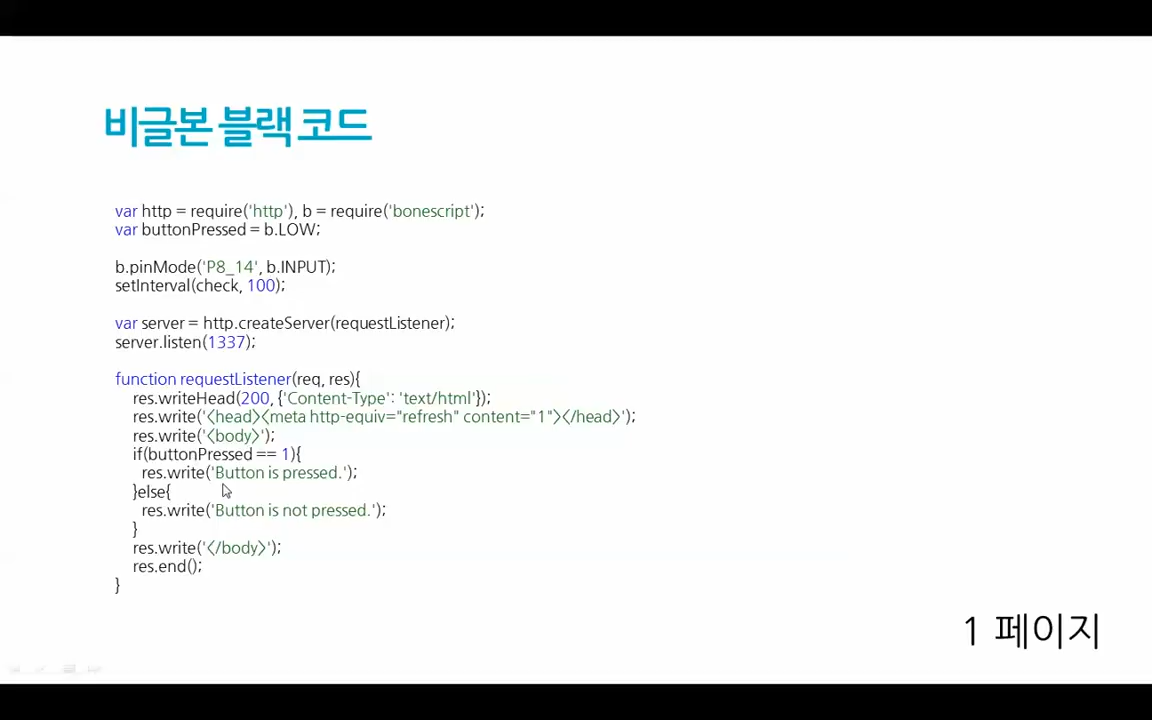 비글본 블랙 코드
var http = require('http'), b = require('bonescript');
var buttonPressed = b.LOW;
b.pinMode('P8_14', b.INPUT);
setInterval(check, 100);
var server = http.createServer(requestListener);
server.listen(1337);
function requestListener(req, res){
res.writeHead(200, {'Content-Type': 'text/html'});
res.write('<head><meta http-equiv="refresh" content="1"></head>');
res.write('<body>');
if(buttonPressed == 1){
res.write('Button is pressed.');
}else{
res.write('Button is not pressed.');
}
res.write('</body>');
res.end();
}
1 페이지